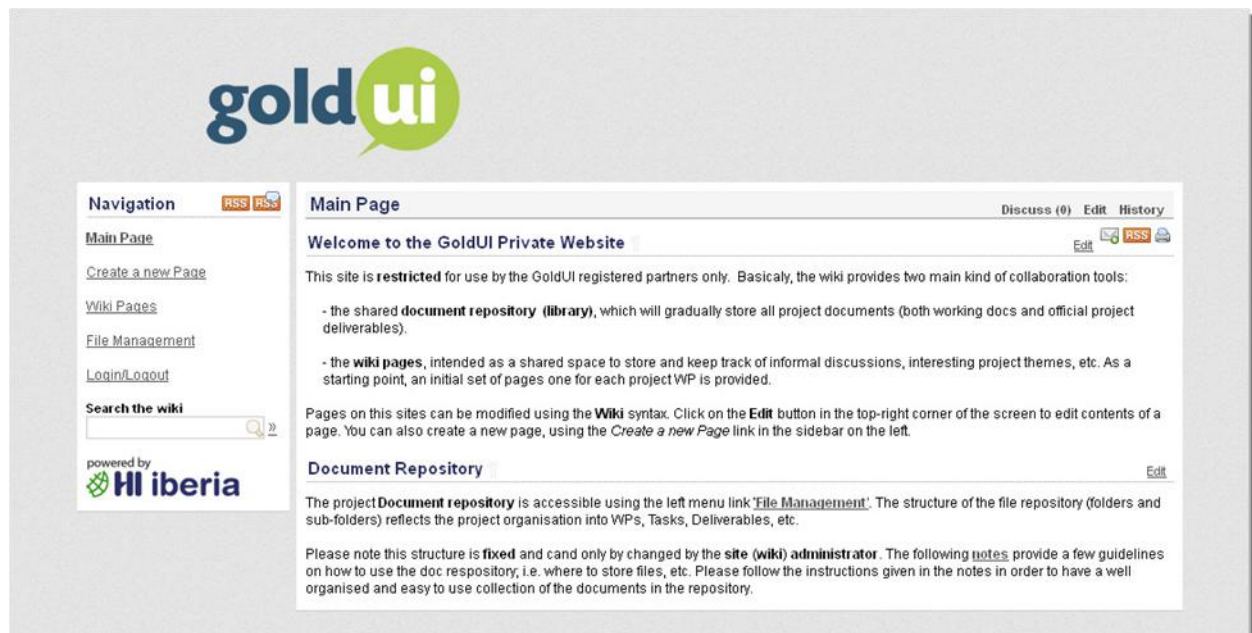 goldui
Navigation RSS RSS
Main Page
Create a new Page
Wiki Pages
File Management
Login/Logout
Search the wiki
»
powered by
HI iberia
Main Page
Discuss (0) Edit History
Welcome to the GoldUI Private Website ¶
Edit RSS
This site is restricted for use by the GoldUI registered partners only. Basicaly, the wiki provides two main kind of collaboration tools:
- the shared document repository (library), which will gradually store all project documents (both working docs and official project
deliverables).
- the wiki pages, intended as a shared space to store and keep track of informal discussions, interesting project themes, etc. As a
starting point, an initial set of pages one for each project WP is provided.
Pages on this sites can be modified using the Wiki syntax. Click on the Edit button in the top-right corner of the screen to edit contents of a
page. You can also create a new page, using the Create a new Page link in the sidebar on the left.
Document Repository ¶
Edit
The project Document repository is accessible using the left menu link 'File Management'. The structure of the file repository (folders and
sub-folders) reflects the project organisation into WPs, Tasks, Deliverables, etc.
Please note this structure is fixed and cand only by changed by the site (wiki) administrator. The following notes provide a few guidelines
on how to use the doc respository; i.e. where to store files, etc. Please follow the instructions given in the notes in order to have a well
organised and easy to use collection of the documents in the repository.